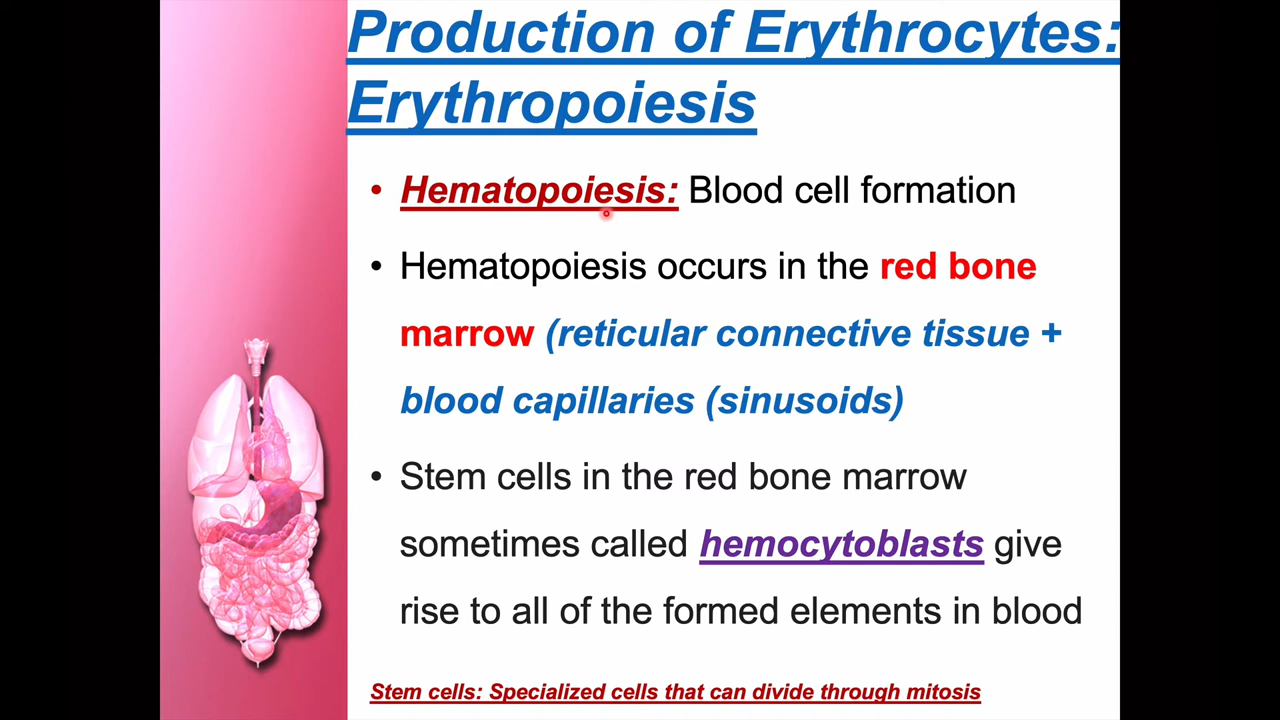 Production of Erythrocytes:
Erythropoiesis
• Hematopoiesis: Blood cell formation
• Hematopoiesis occurs in the red bone
marrow (reticular connective tissue +
blood capillaries (sinusoids)
• Stem cells in the red bone marrow
sometimes called hemocytoblasts give
rise to all of the formed elements in blood
Stem cells: Specialized cells that can divide through mitosis